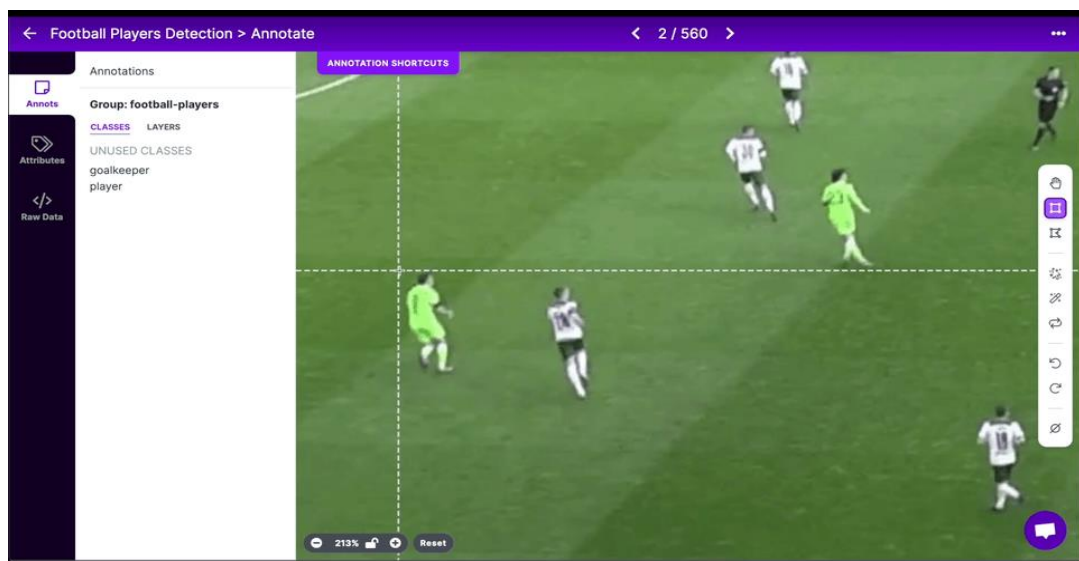 Football Players Detection > Annotate
2 / 560
Annots
Attributes
</>
Raw Data
Annotations
Group: football-players
CLASSES LAYERS
UNUSED CLASSES
goalkeeper
player
ANNOTATION SHORTCUTS
213%
Reset